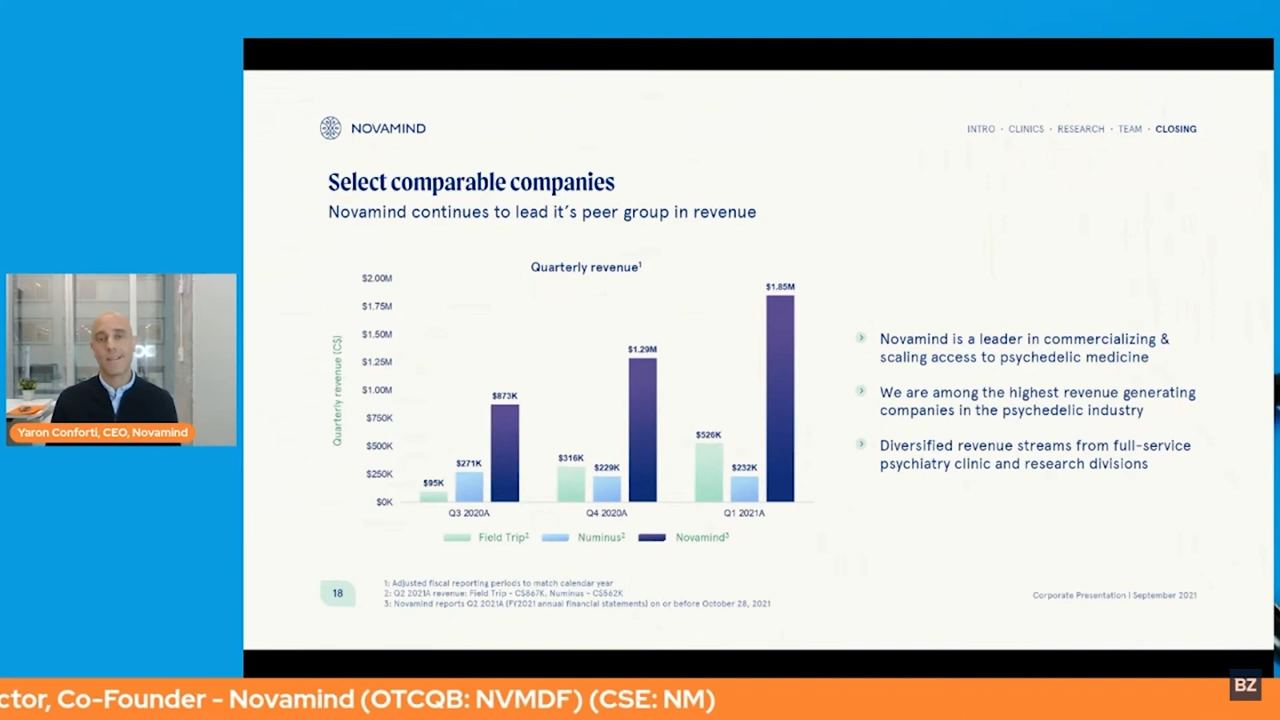 NOVAMIND
INTRO · CLINICS · RESEARCH · TEAM · CLOSING
Select comparable companies
Novamind continues to lead it's peer group in revenue
Quarterly revenue¹
Quarterly revenue (C$)
$2.00M
$1.75M
$1.50M
$1.25M
$1.00M
$750K
$500K
$250K
$0K
$95K
$271K
$873K
$316K
$229K
$1.29M
$526K
$232K
$1.85M
Q3 2020A
Q4 2020A
Q1 2021A
Field Trip²
Numinus²
Novamind³
Novamind is a leader in commercializing &
scaling access to psychedelic medicine
We are among the highest revenue generating
companies in the psychedelic industry
Diversified revenue streams from full-service
psychiatry clinic and research divisions
18
1: Adjusted fiscal reporting periods to match calendar year
2: Q2 2021A revenue: Field Trip - C$867K, Numinus - C$562K
3: Novamind reports Q2 2021A (FY2021 annual financial statements) on or before October 28, 2021
Corporate Presentation | September 2021
Yaron Conforti, CEO, Novamind
ctor, Co-Founder - Novamind (OTCQB: NVMDF) (CSE: NM)
BZ